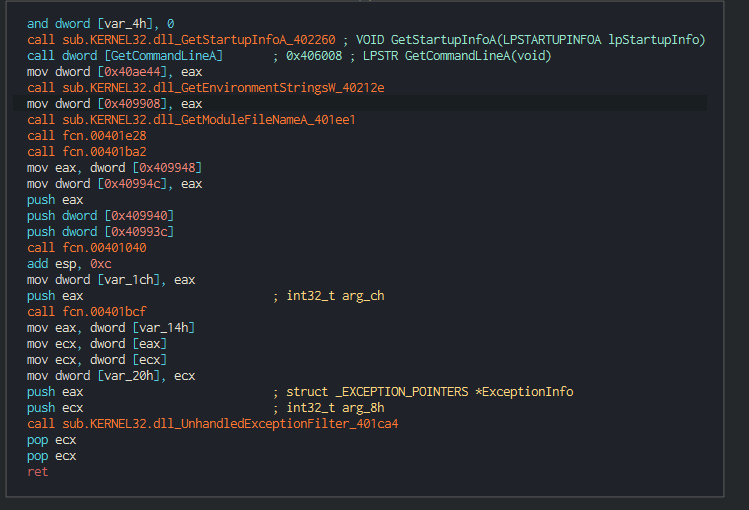 and dword [var_4h], 0
call sub.KERNEL32.dll_GetStartupInfoA_402260 ; VOID GetStartupInfoA(LPSTARTUPINFOA lpStartupInfo)
call dword [GetCommandLineA] ; 0x406008 ; LPSTR GetCommandLineA(void)
mov dword [0x40ae44], eax
call sub.KERNEL32.dll_GetEnvironmentStringsW_40212e
mov dword [0x409908], eax
call sub.KERNEL32.dll_GetModuleFileNameA_401ee1
call fcn.00401e28
call fcn.00401ba2
mov eax, dword [0x409948]
mov dword [0x40994c], eax
push eax
push dword [0x409940]
push dword [0x40993c]
call fcn.00401040
add esp, 0xc
mov dword [var_1ch], eax
push eax ; int32_t arg_ch
call fcn.00401bcf
mov eax, dword [var_14h]
mov ecx, dword [eax]
mov ecx, dword [ecx]
mov dword [var_20h], ecx
push eax ; struct _EXCEPTION_POINTERS *ExceptionInfo
push ecx ; int32_t arg_8h
call sub.KERNEL32.dll_UnhandledExceptionFilter_401ca4
pop ecx
pop ecx
ret